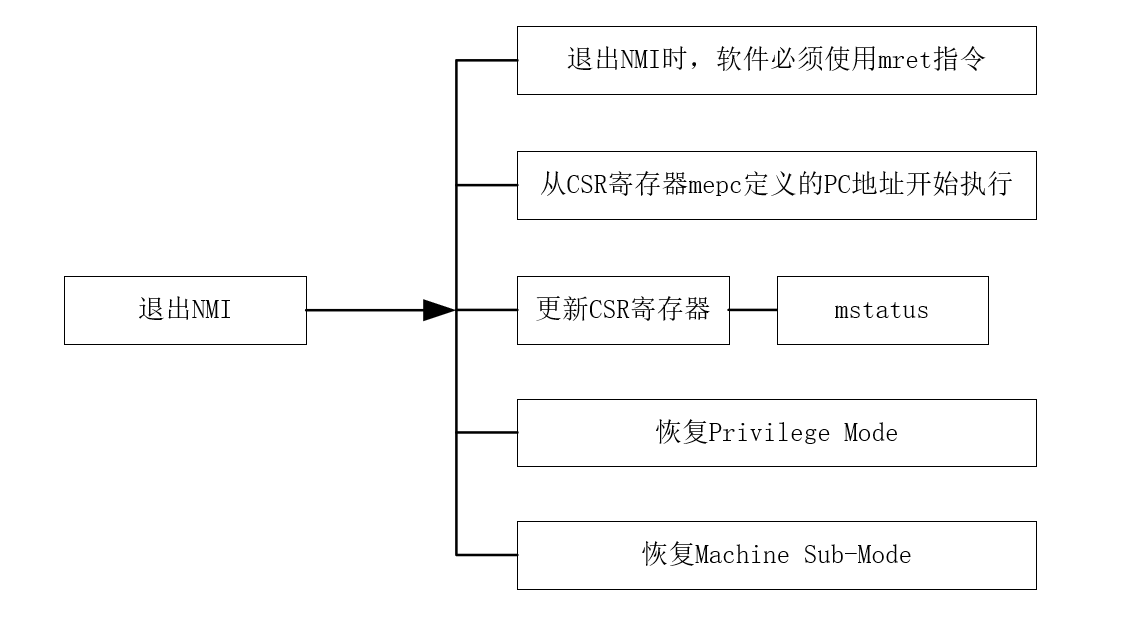 退出NMI时，软件必须使用mret指令
从CSR寄存器mepc定义的PC地址开始执行
退出NMI
更新CSR寄存器
mstatus
恢复Privilege Mode
恢复Machine Sub-Mode